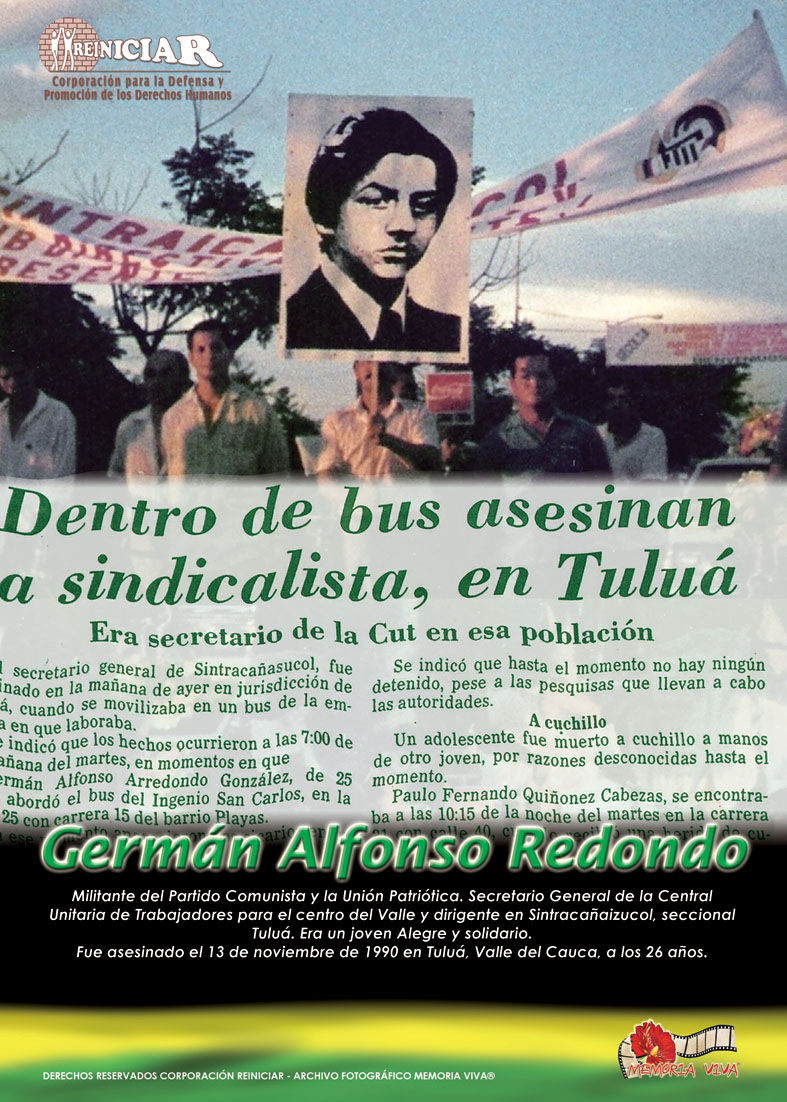 REINICIAR
Corporación para la Defensa y
Promoción de los Derechos Humanos
SINTRAICA
SUB DIRECTIV
PRESENTE
CO!
BIENVENIDOS
Dentro de bus asesinan
a sindicalista, en Tuluá
Era secretario de la Cut en esa población
l secretario general de Sintracañasucol, fue
inado en la mañana de ayer en jurisdicción de
á, cuando se movilizaba en un bus de la em-
a en que laboraba.
e indicó que los hechos ocurrieron a las 7:00 de
añana del martes, en momentos en que
ermán Alfonso Arredondo González, de 25
abordó el bus del Ingenio San Carlos, en la
25 con carrera 15 del barrio Playas.
Se indicó que hasta el momento no hay ningún
detenido, pese a las pesquisas que llevan a cabo
las autoridades.
A cuchillo
Un adolescente fue muerto a cuchillo a manos
de otro joven, por razones desconocidas hasta el
momento.
Paulo Fernando Quiñonez Cabezas, se encontra-
ba a las 10:15 de la noche del martes en la carrera
Germán Alfonso Redondo
Militante del Partido Comunista y la Unión Patriótica. Secretario General de la Central
Unitaria de Trabajadores para el centro del Valle y dirigente en Sintracañaizucol, seccional
Tuluá. Era un joven Alegre y solidario.
Fue asesinado el 13 de noviembre de 1990 en Tuluá, Valle del Cauca, a los 26 años.
MEMORIA VIVA
DERECHOS RESERVADOS CORPORACIÓN REINICIAR - ARCHIVO FOTOGRÁFICO MEMORIA VIVA®